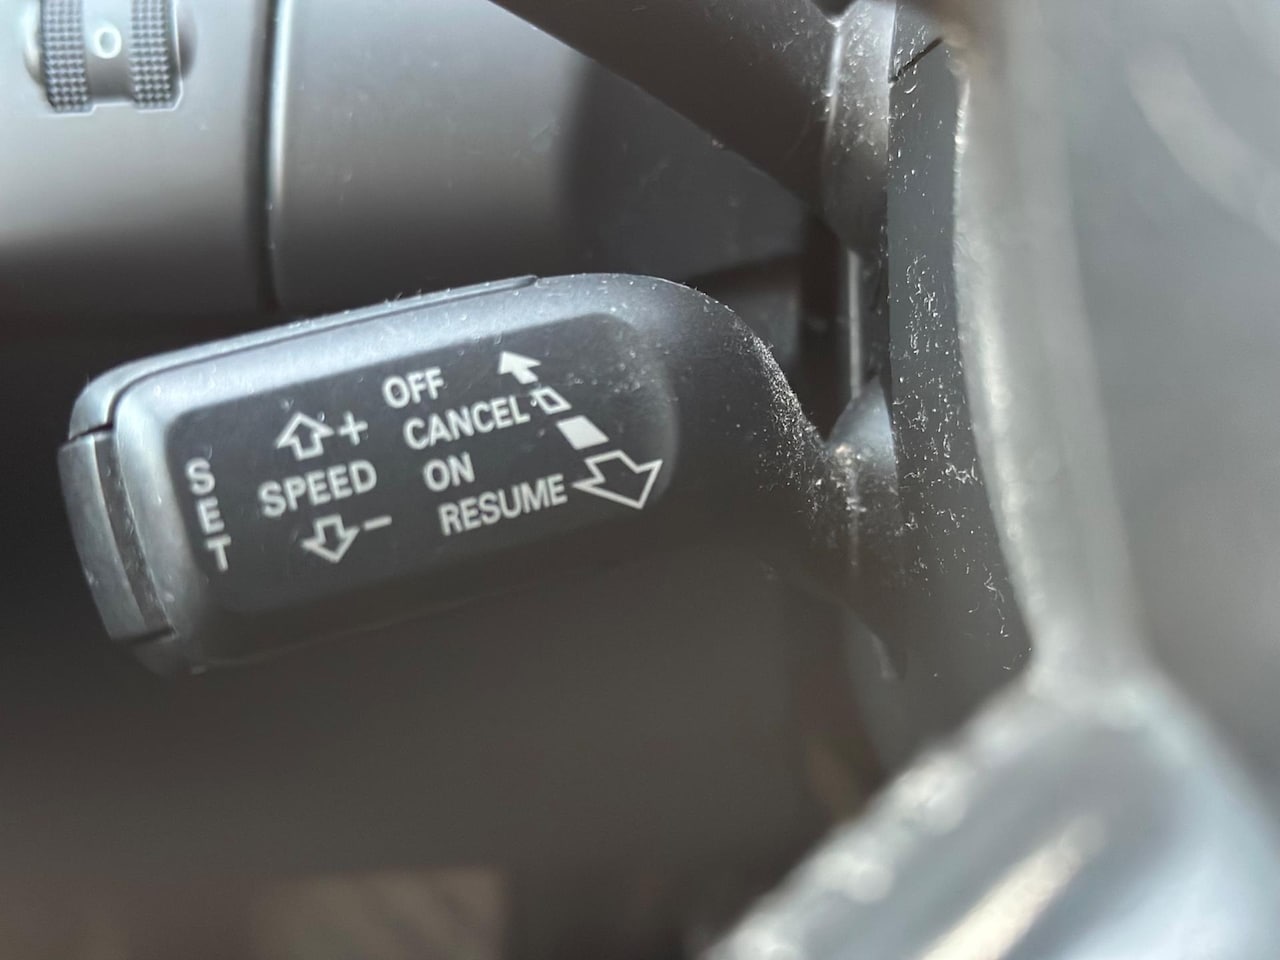 O
OFF
CANCEL
ON
RESUME
+
SPEED
−
SET